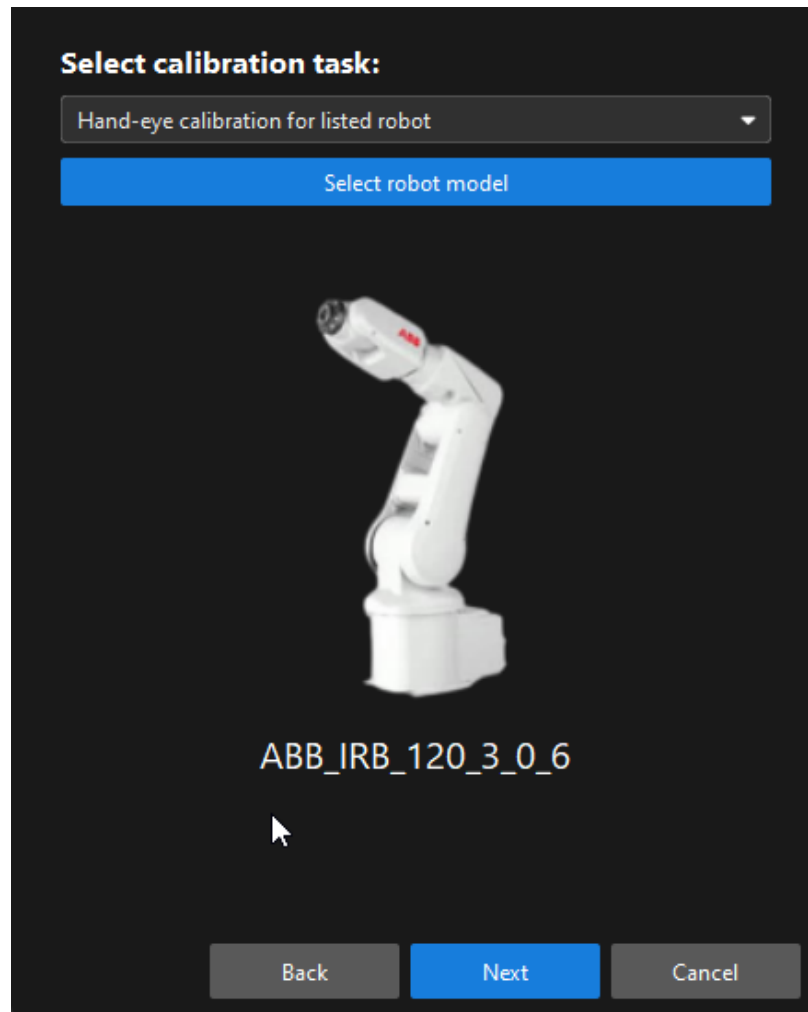 Select calibration task:
Hand-eye calibration for listed robot
Select robot model
ABB
ABB_IRB_120_3_0_6
Back
Next
Cancel